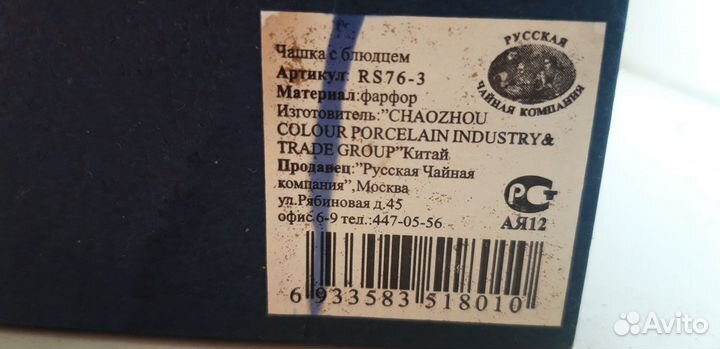 Чашка с блюдцем
Артикул: RS76-3
Материал:фарфор
Изготовитель:"CHAOZHOU
COLOUR PORCELAIN INDUSTRY&
TRADE GROUP"Китай
Продавец:"Русская Чайная
компания",Москва
ул.Рябиновая д.45
офис 6-9 тел.:447-05-56
РУССКАЯ
ЧАЙНАЯ КОМПАНИЯ
РСТ
АЯ12
6 933583 518010
Avito